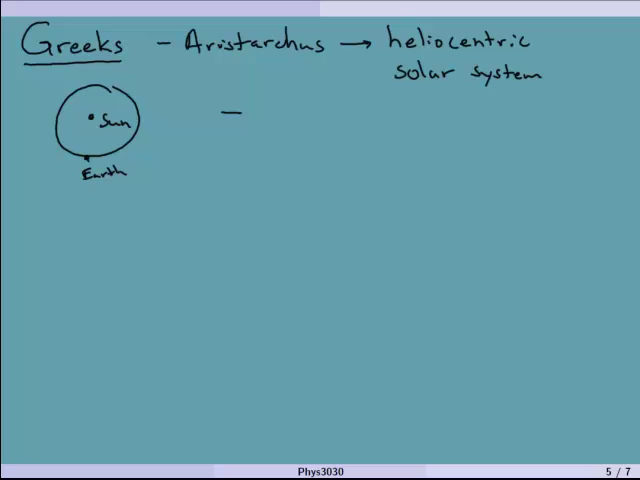 Greeks - Aristarchus → heliocentric
solar system
Sun
—
Earth
Phys3030
5 / 7